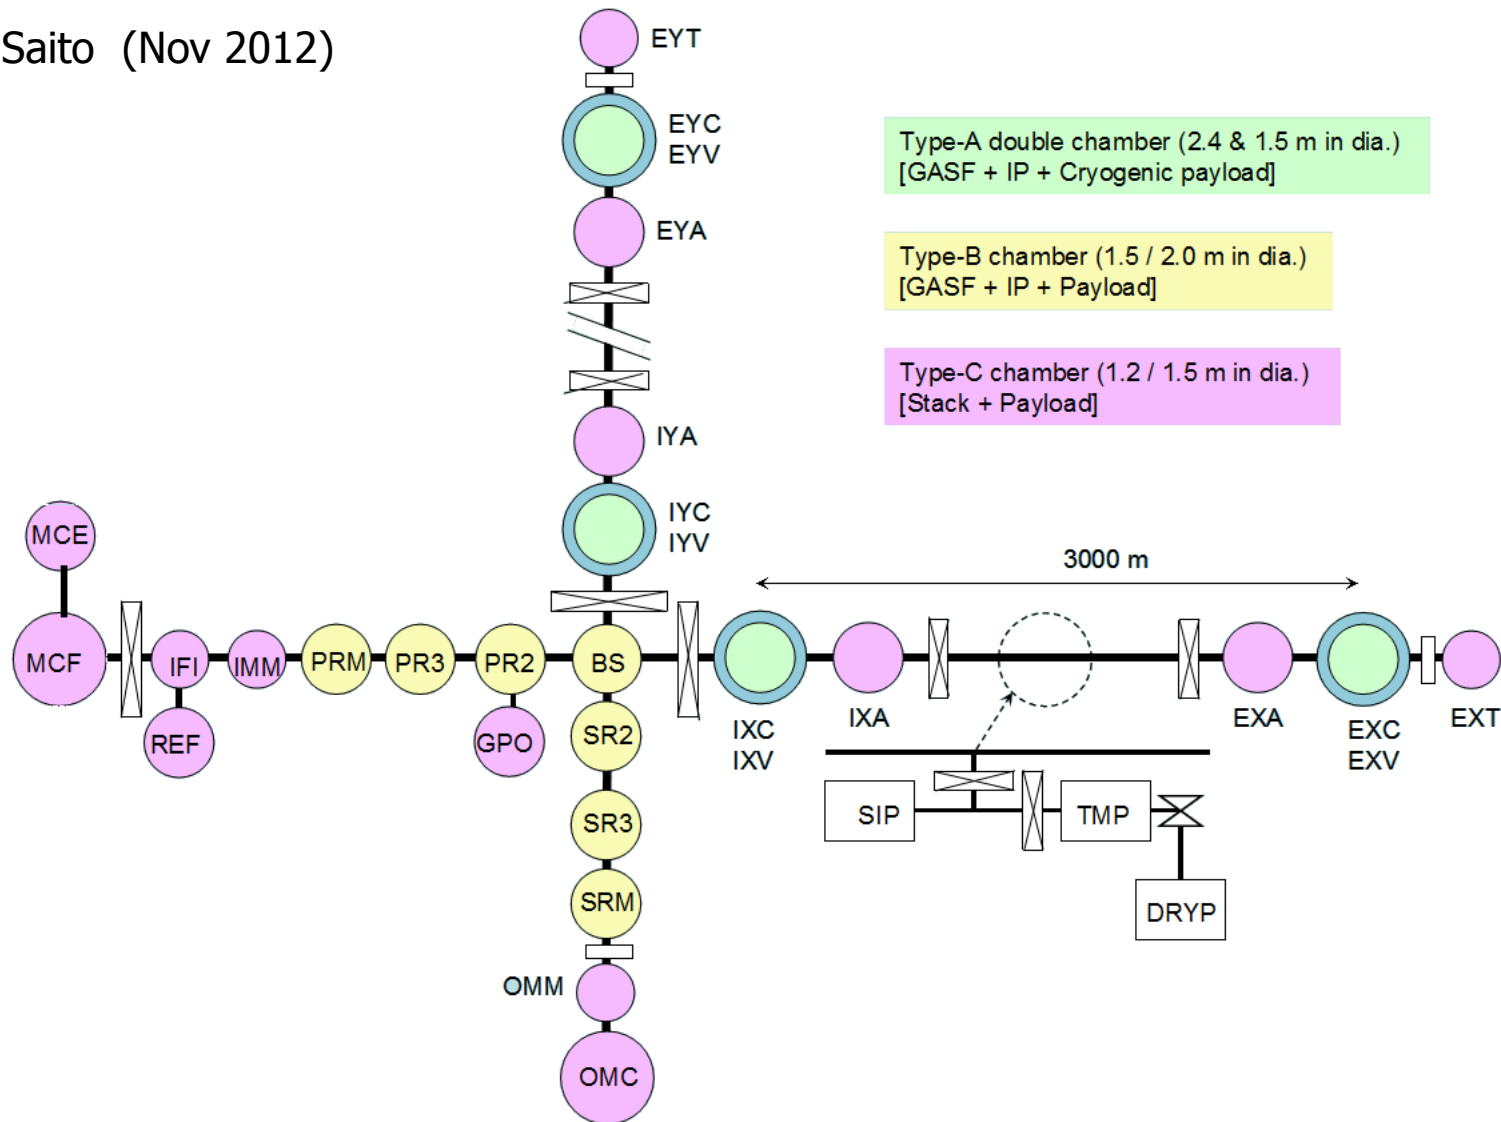 Saito (Nov 2012)
EYT
EYC
EYV
EYA
Type-A double chamber (2.4 & 1.5 m in dia.)
[GASF + IP + Cryogenic payload]
Type-B chamber (1.5 / 2.0 m in dia.)
[GASF + IP + Payload]
Type-C chamber (1.2 / 1.5 m in dia.)
[Stack + Payload]
IYA
IYC
IYV
MCE
3000 m
MCF
IFI
IMM
PRM
PR3
PR2
BS
REF
GPO
SR2
IXC
IXV
IXA
EXA
EXC
EXV
EXT
SR3
SIP
TMP
SRM
DRYP
OMM
OMC